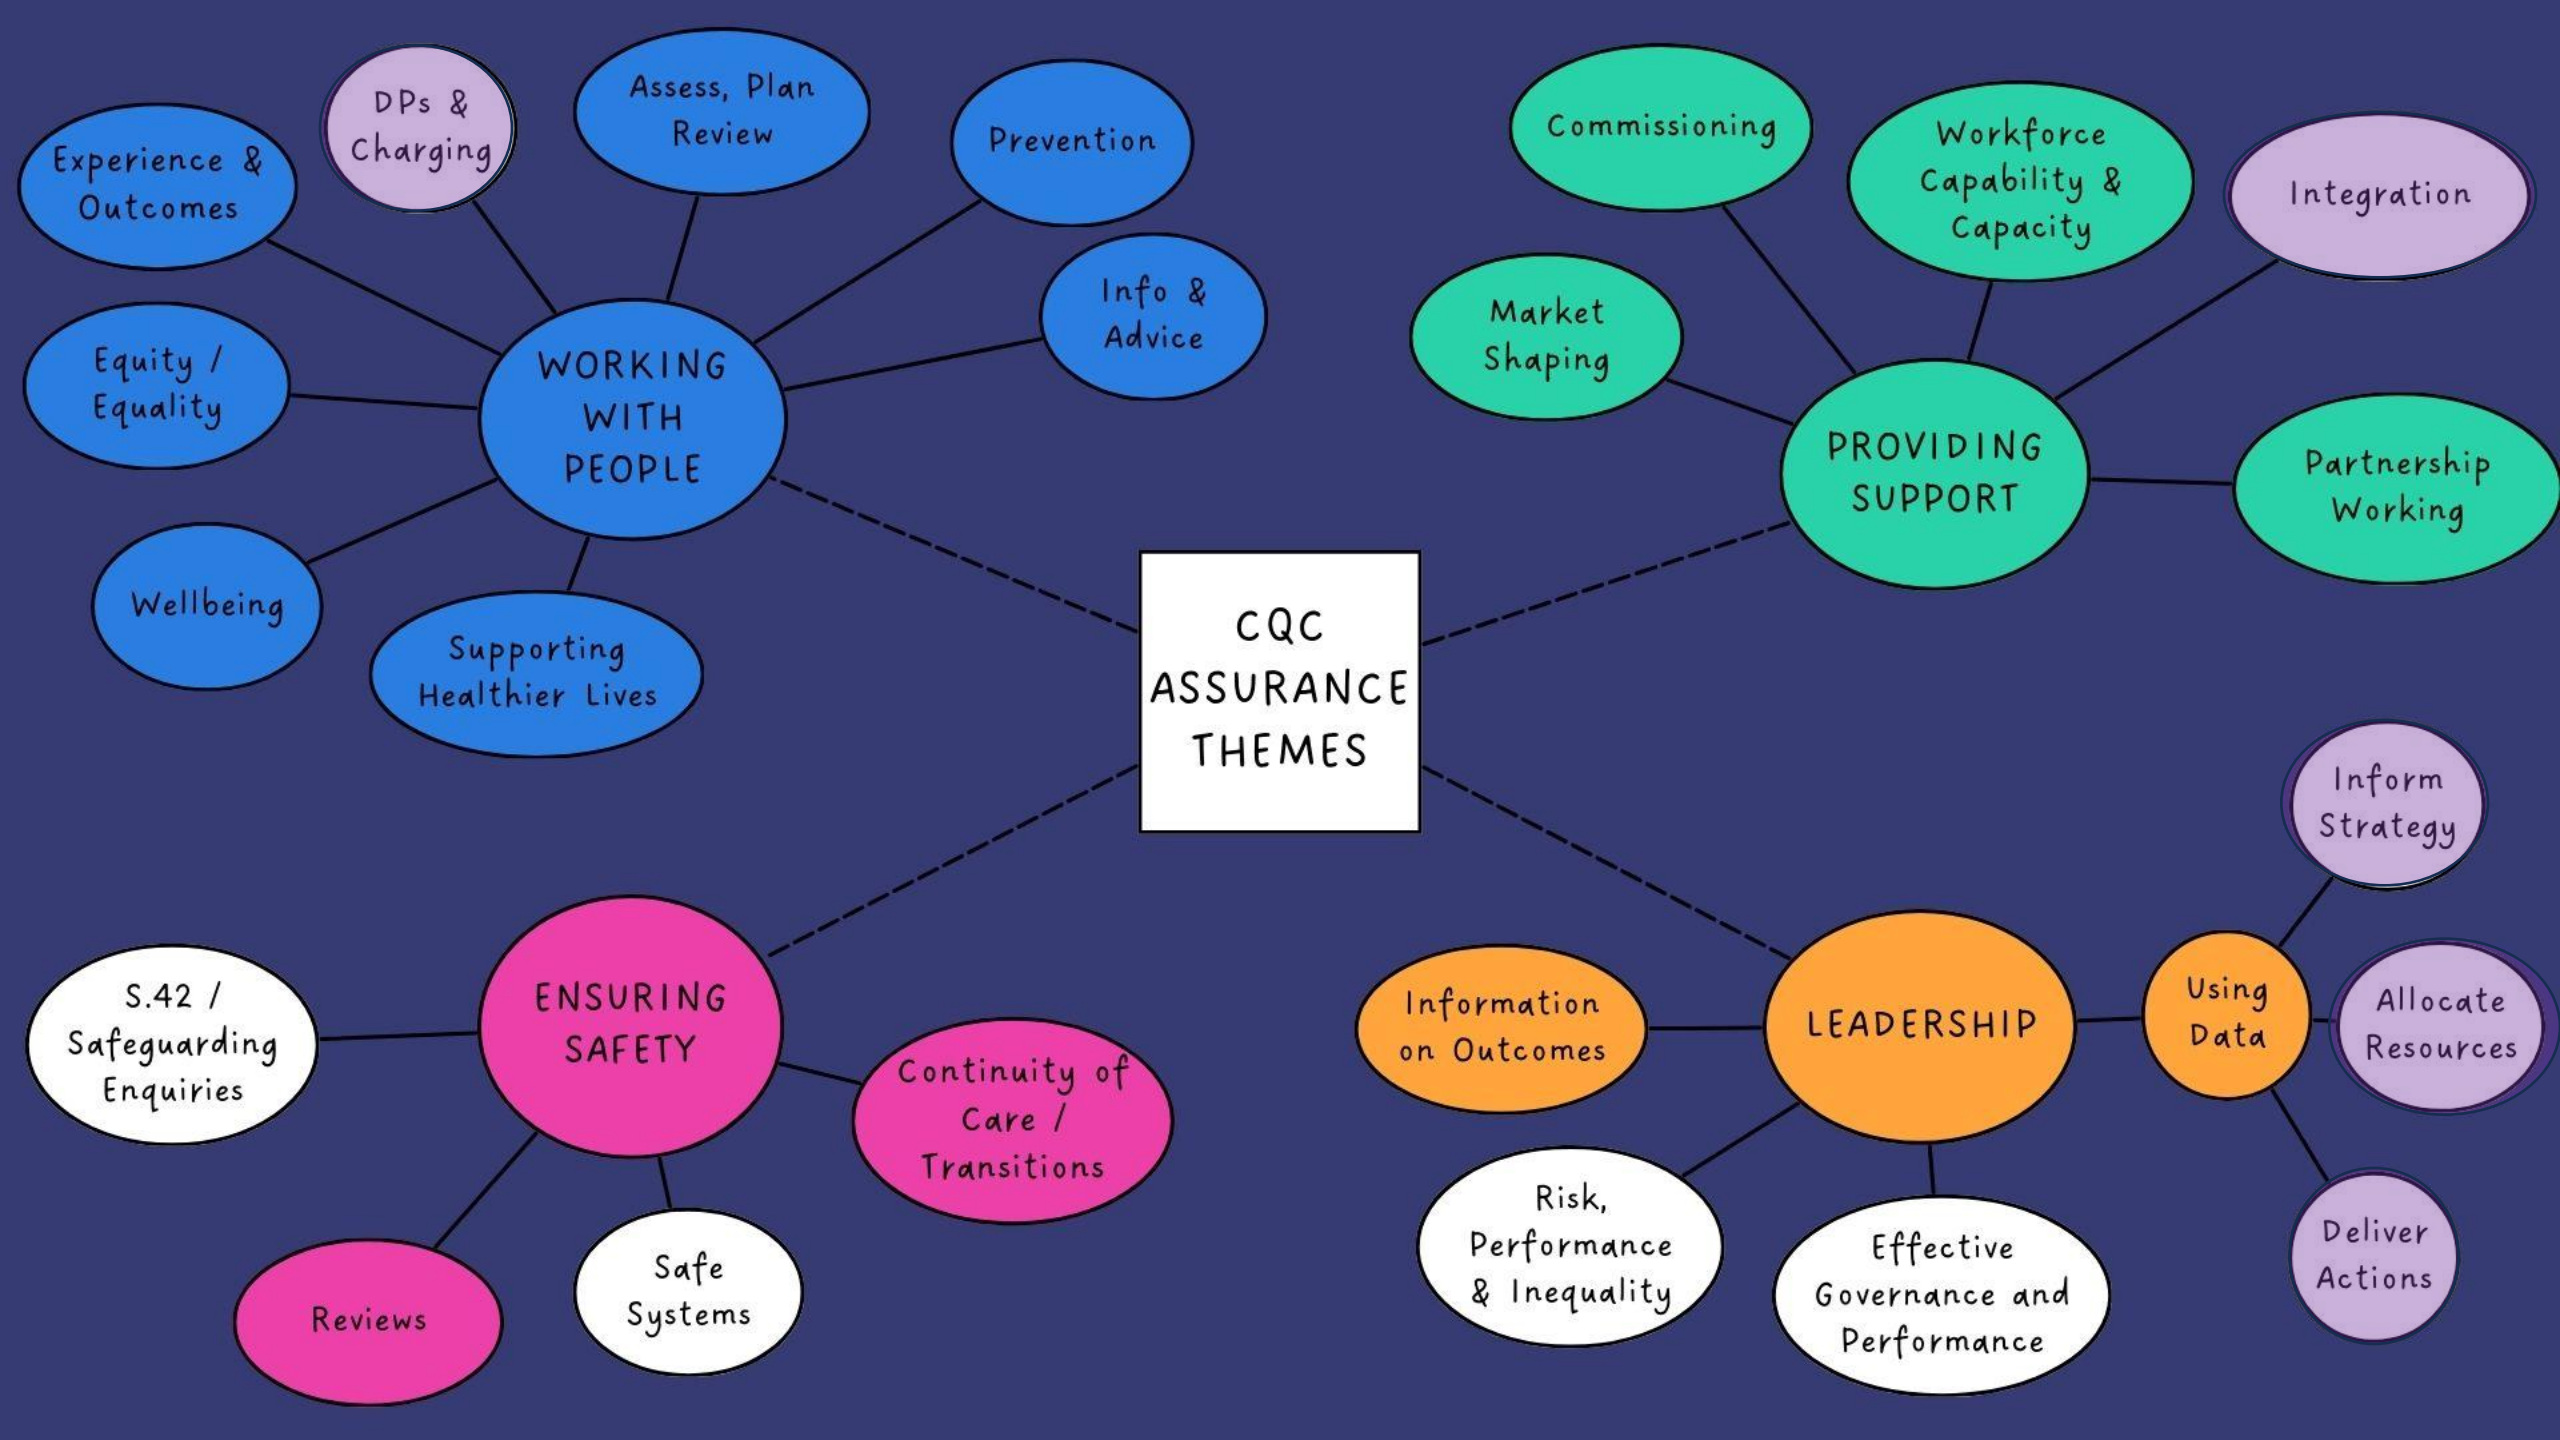 DPs &
Charging
Assess, Plan
Review
Prevention
Experience &
Outcomes
Info &
Advice
Equity /
Equality
WORKING
WITH
PEOPLE
Wellbeing
Supporting
Healthier Lives
Commissioning
Workforce
Capability &
Capacity
Integration
Market
Shaping
PROVIDING
SUPPORT
Partnership
Working
CQC
ASSURANCE
THEMES
S.42 /
Safeguarding
Enquiries
ENSURING
SAFETY
Continuity of
Care /
Transitions
Reviews
Safe
Systems
Information
on Outcomes
LEADERSHIP
Using
Data
Inform
Strategy
Allocate
Resources
Deliver
Actions
Risk,
Performance
& Inequality
Effective
Governance and
Performance